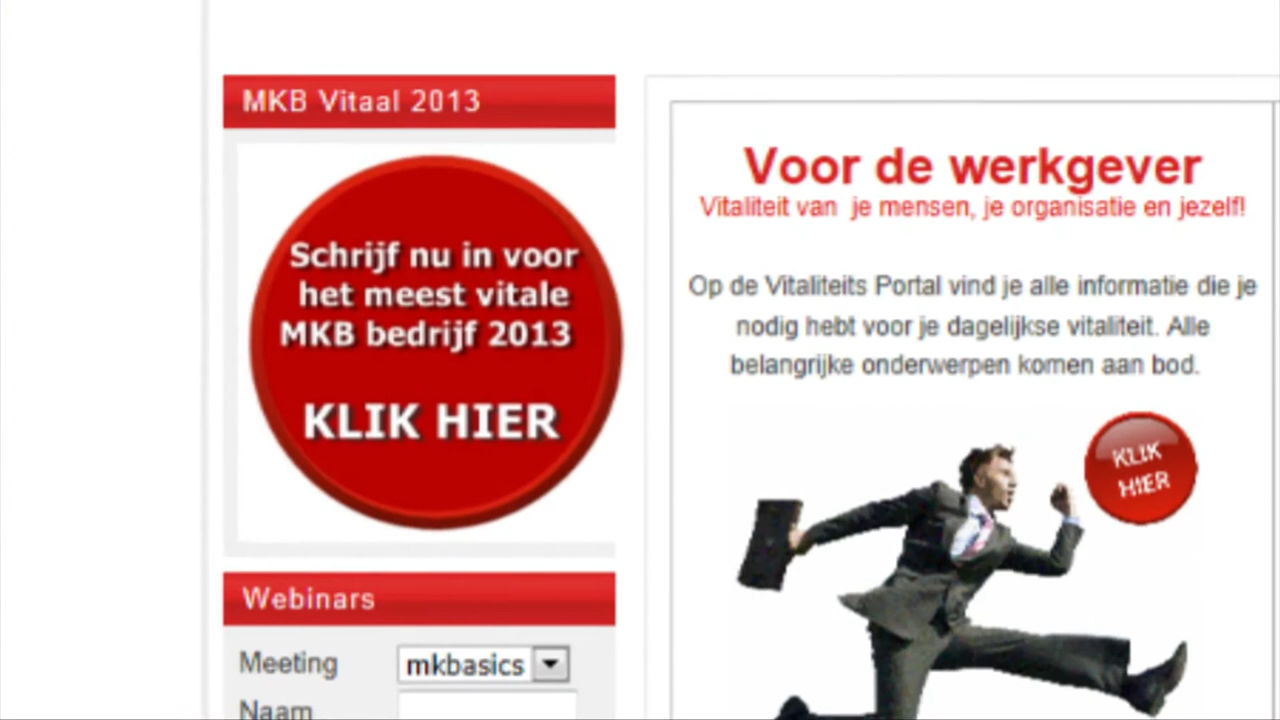 MKB Vitaal 2013
Schrijf nu in voor
het meest vitale
MKB bedrijf 2013
KLIK HIER
Webinars
Meeting
mkbasics
Naam
Voor de werkgever
Vitaliteit van je mensen, je organisatie en jezelf!
Op de Vitaliteits Portal vind je alle informatie die je
nodig hebt voor je dagelijkse vitaliteit. Alle
belangrijke onderwerpen komen aan bod.
KLIK
HIER